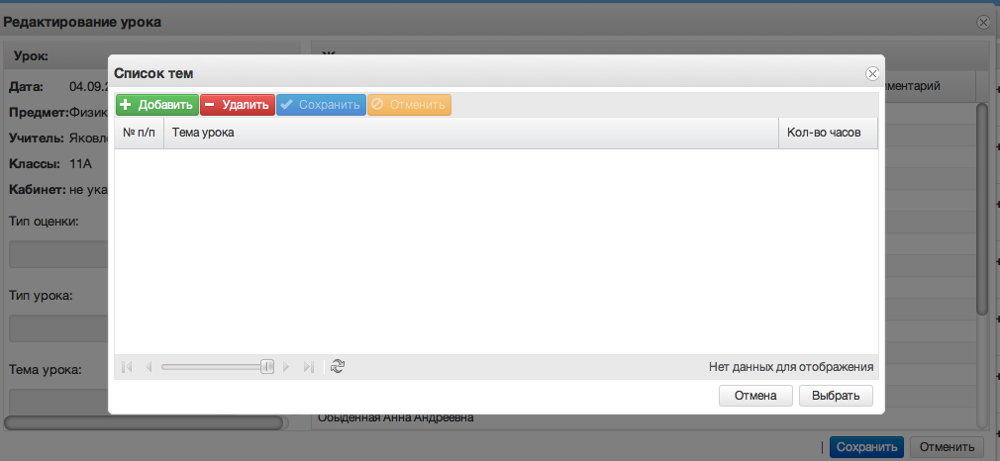 Редактирование урока
Урок:
Дата: 04.09.2
Предмет: Физик
Учитель: Яковл
Классы: 11А
Кабинет: не ука
Тип оценки:
Тип урока:
Тема урока:
Список тем
Добавить Удалить Сохранить Отменить
№ п/п Тема урока Кол-во часов
Нет данных для отображения
Отмена Выбрать
мментарий
Обыденная Анна Андреевна
Сохранить Отменить